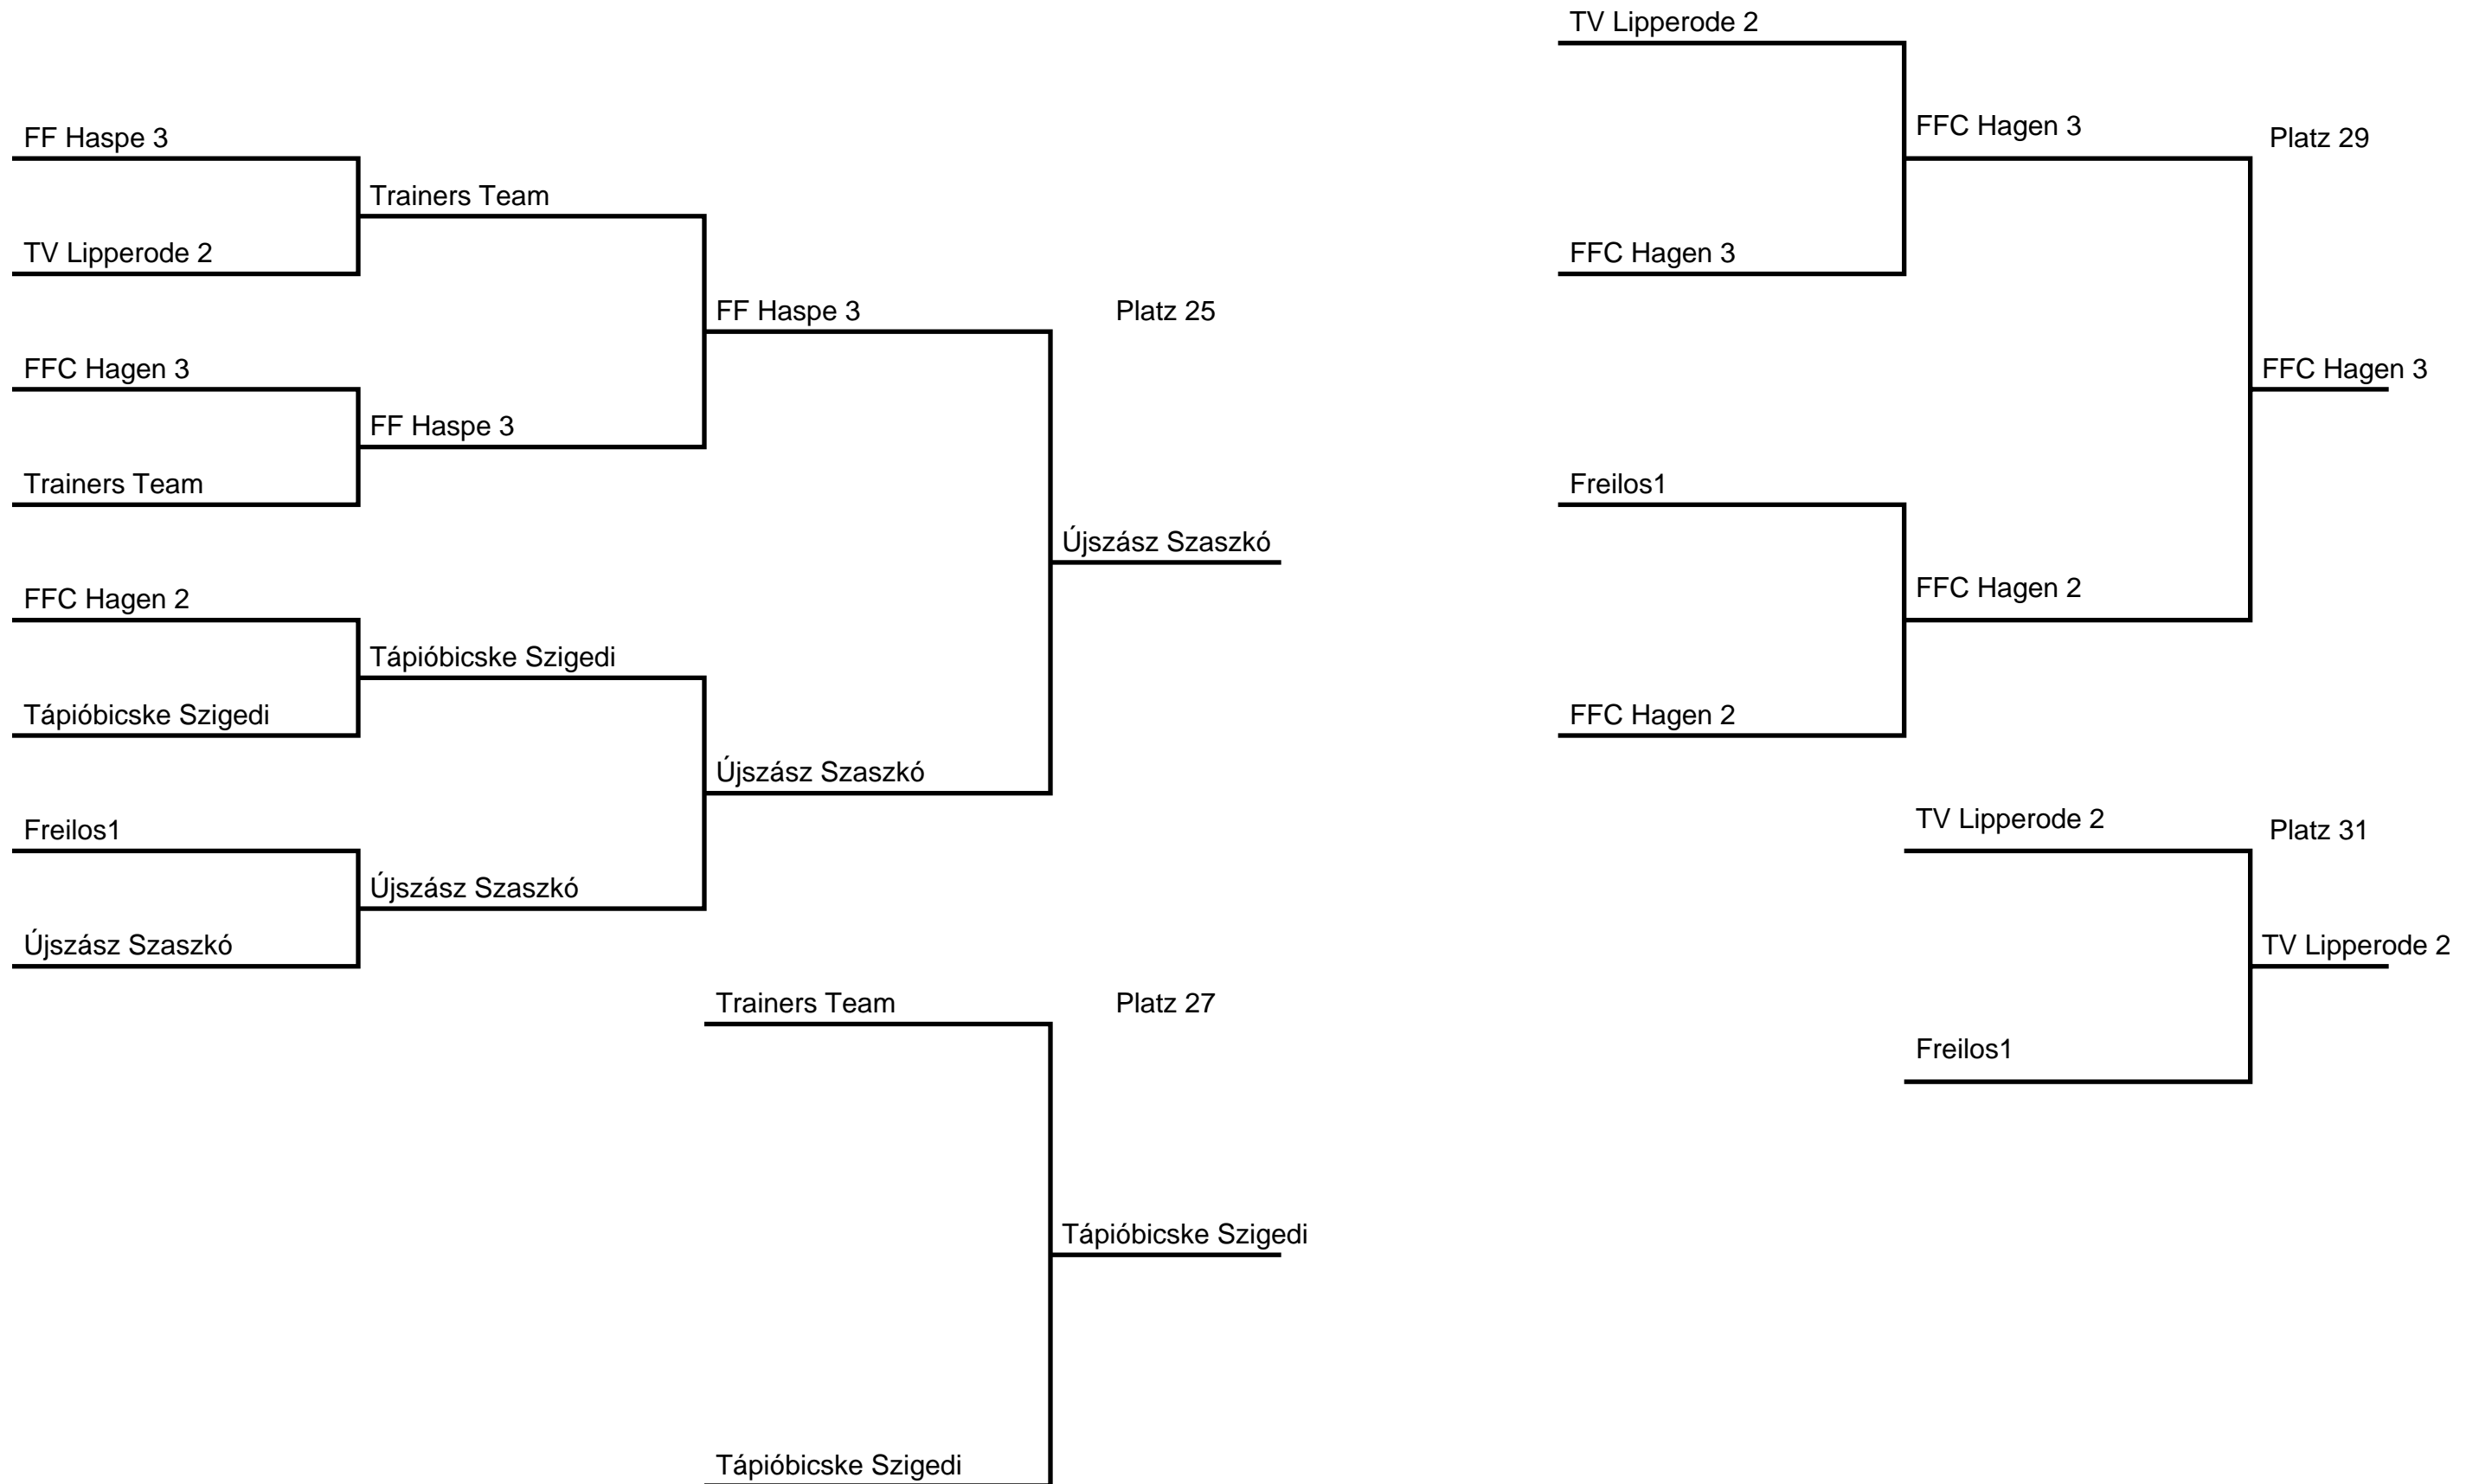 FF Haspe 3
TV Lipperode 2
FFC Hagen 3
Trainers Team
FFC Hagen 2
Tápióbicske Szigedi
Freilos1
Újszász Szaszkó
Trainers Team
FF Haspe 3
Tápióbicske Szigedi
Újszász Szaszkó
FF Haspe 3
Újszász Szaszkó
Platz 25
Újszász Szaszkó
Trainers Team
Tápióbicske Szigedi
Platz 27
Tápióbicske Szigedi
TV Lipperode 2
FFC Hagen 3
Freilos1
FFC Hagen 2
FFC Hagen 3
FFC Hagen 2
Platz 29
FFC Hagen 3
TV Lipperode 2
Freilos1
Platz 31
TV Lipperode 2